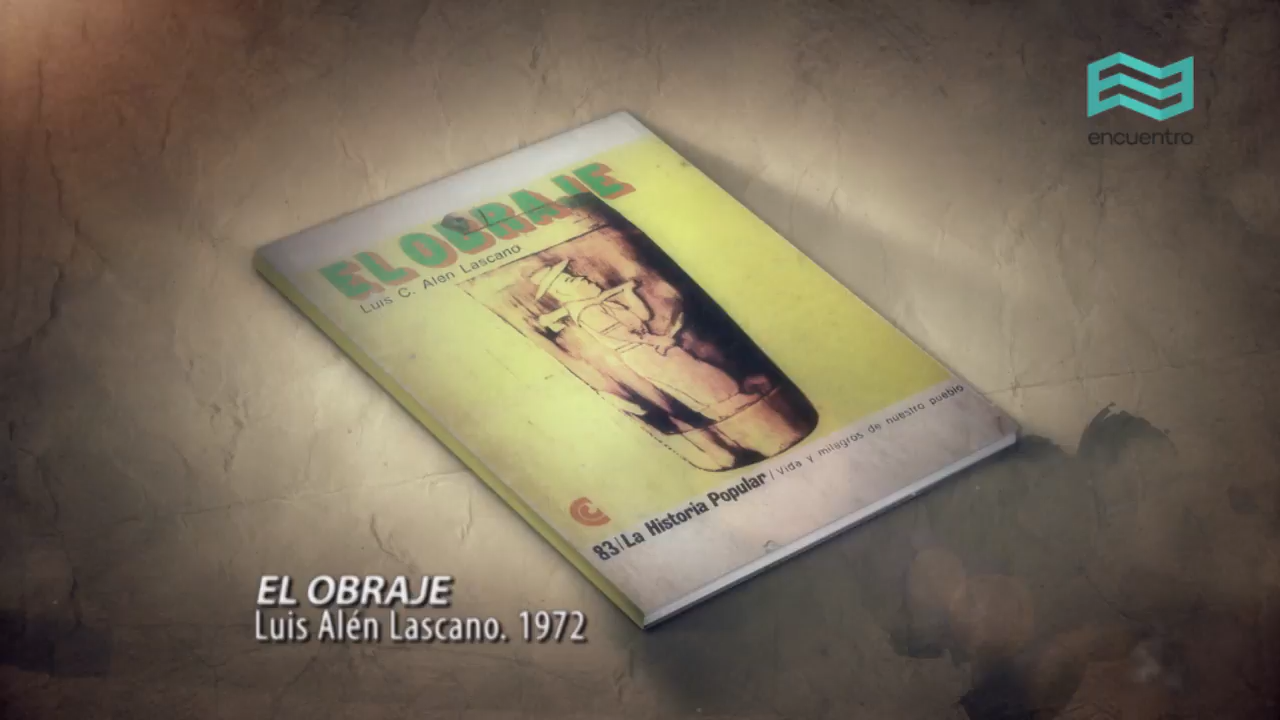 encuentro
EL OBRAJE
Luis C. Alen Lascano
83/La Historia Popular/Vida y milagros de nuestro pueblo
EL OBRAJE
Luis Alén Lascano. 1972